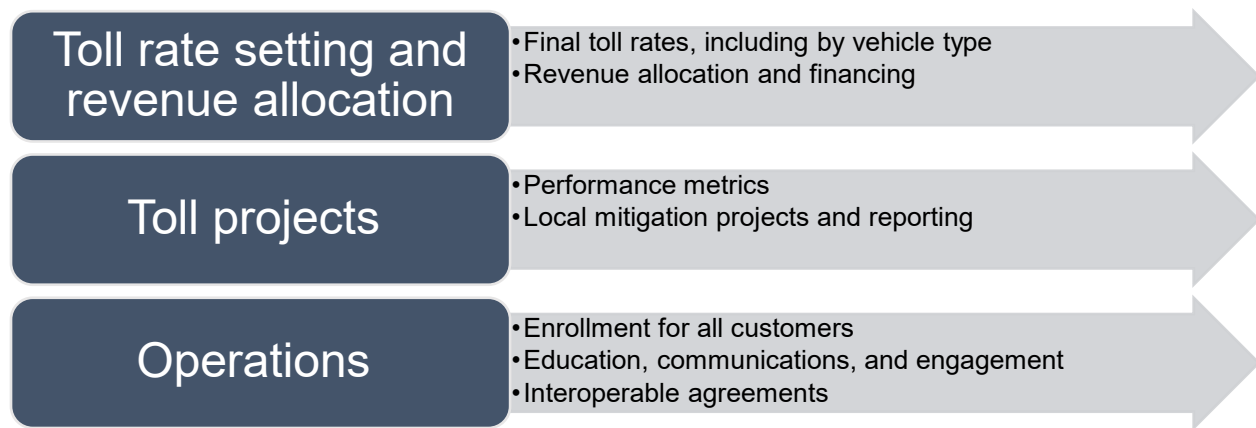 Toll rate setting and
revenue allocation
•Final toll rates, including by vehicle type
•Revenue allocation and financing
Toll projects
•Performance metrics
•Local mitigation projects and reporting
Operations
•Enrollment for all customers
•Education, communications, and engagement
•Interoperable agreements